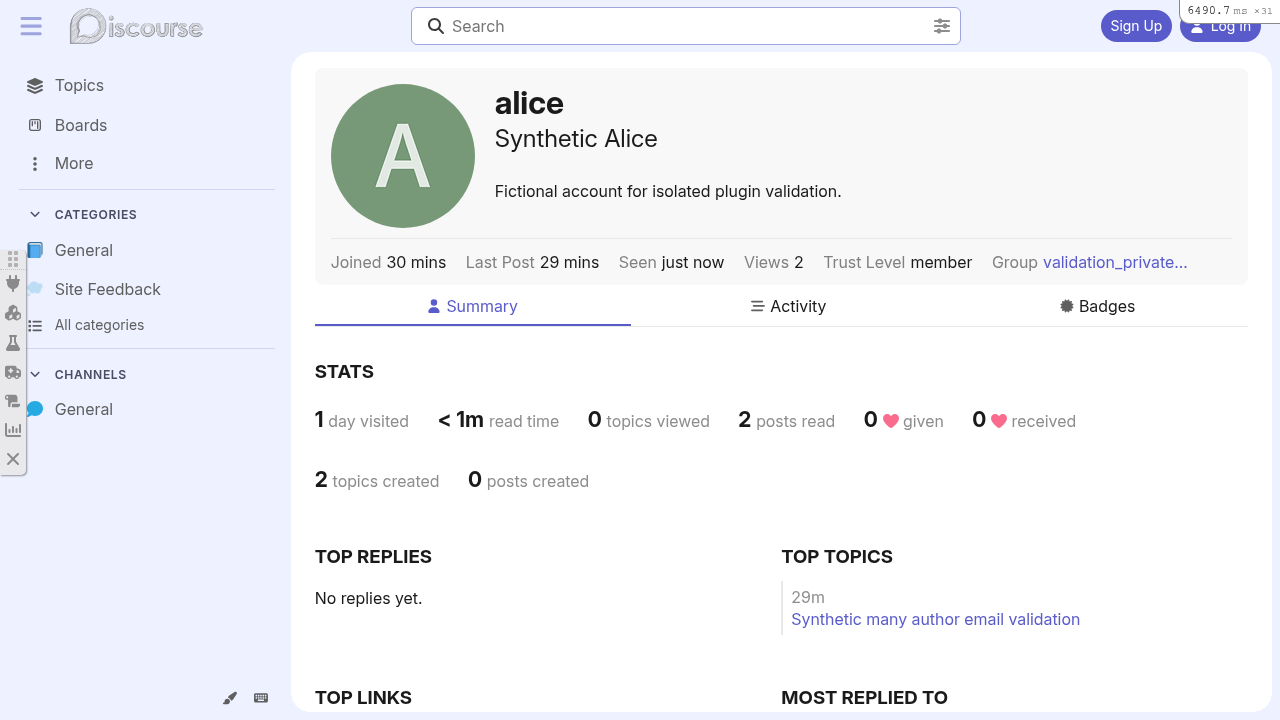 Discourse
Search
Sign Up
Log In
6490.7 ms ×31
Topics
Boards
More
CATEGORIES
General
Site Feedback
All categories
CHANNELS
General
A
alice
Synthetic Alice
Fictional account for isolated plugin validation.
Joined 30 mins Last Post 29 mins Seen just now Views 2 Trust Level member Group validation_private...
Summary
Activity
Badges
STATS
1 day visited < 1m read time 0 topics viewed 2 posts read 0 given 0 received
2 topics created 0 posts created
TOP REPLIES
No replies yet.
TOP TOPICS
29m
Synthetic many author email validation
TOP LINKS
MOST REPLIED TO